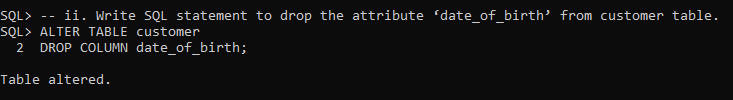 SQL> -- ii. Write SQL statement to drop the attribute ‘date_of_birth’ from customer table.
SQL> ALTER TABLE customer
  2  DROP COLUMN date_of_birth;
Table altered.